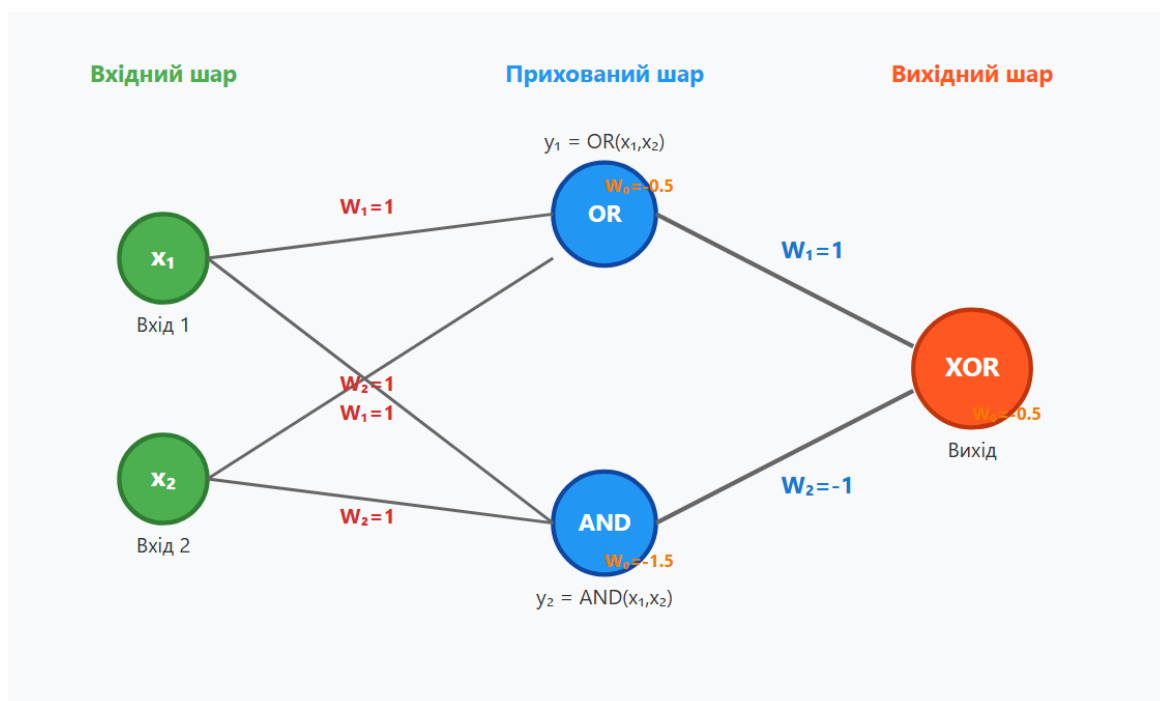 Вхідний шар
Прихований шар
Вихідний шар
y₁ = OR(x₁,x₂)
W₀=-0.5
OR
W₁=1
W₁=1
x₁
Вхід 1
W₂=1
W₁=1
XOR
W₀=-0.5
Вихід
x₂
Вхід 2
W₂=1
W₂=-1
AND
W₀=-1.5
y₂ = AND(x₁,x₂)